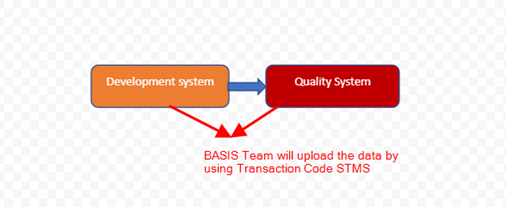 Development system
Quality System
BASIS Team will upload the data by
using Transaction Code STMS